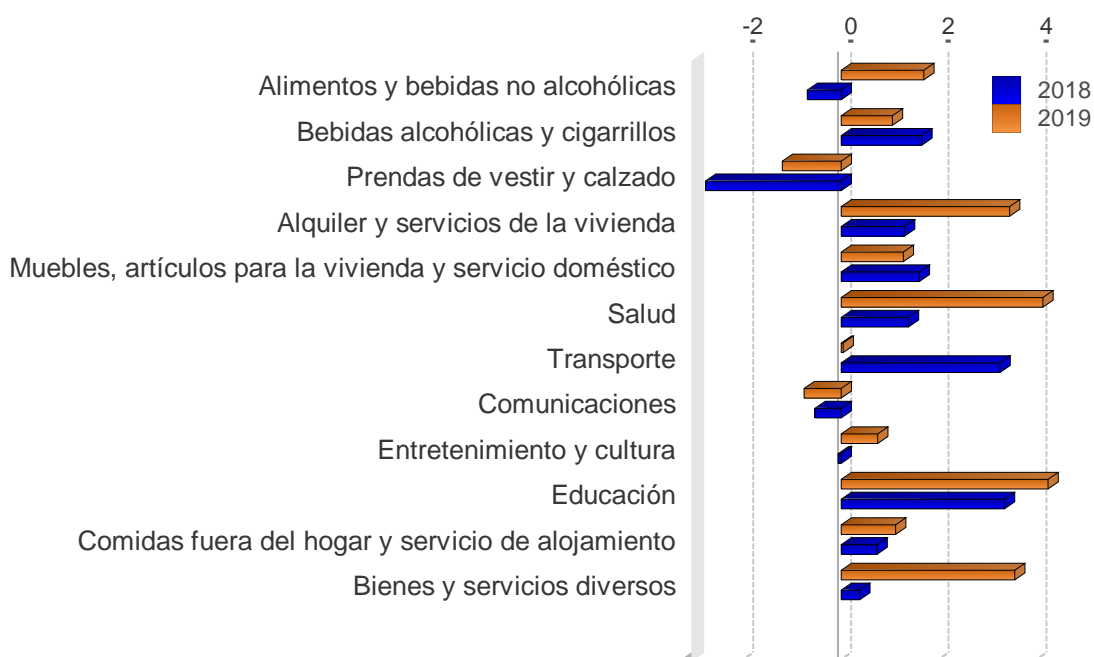 -2 0 2 4
2018
2019
Alimentos y bebidas no alcohólicas
Bebidas alcohólicas y cigarrillos
Prendas de vestir y calzado
Alquiler y servicios de la vivienda
Muebles, artículos para la vivienda y servicio doméstico
Salud
Transporte
Comunicaciones
Entretenimiento y cultura
Educación
Comidas fuera del hogar y servicio de alojamiento
Bienes y servicios diversos